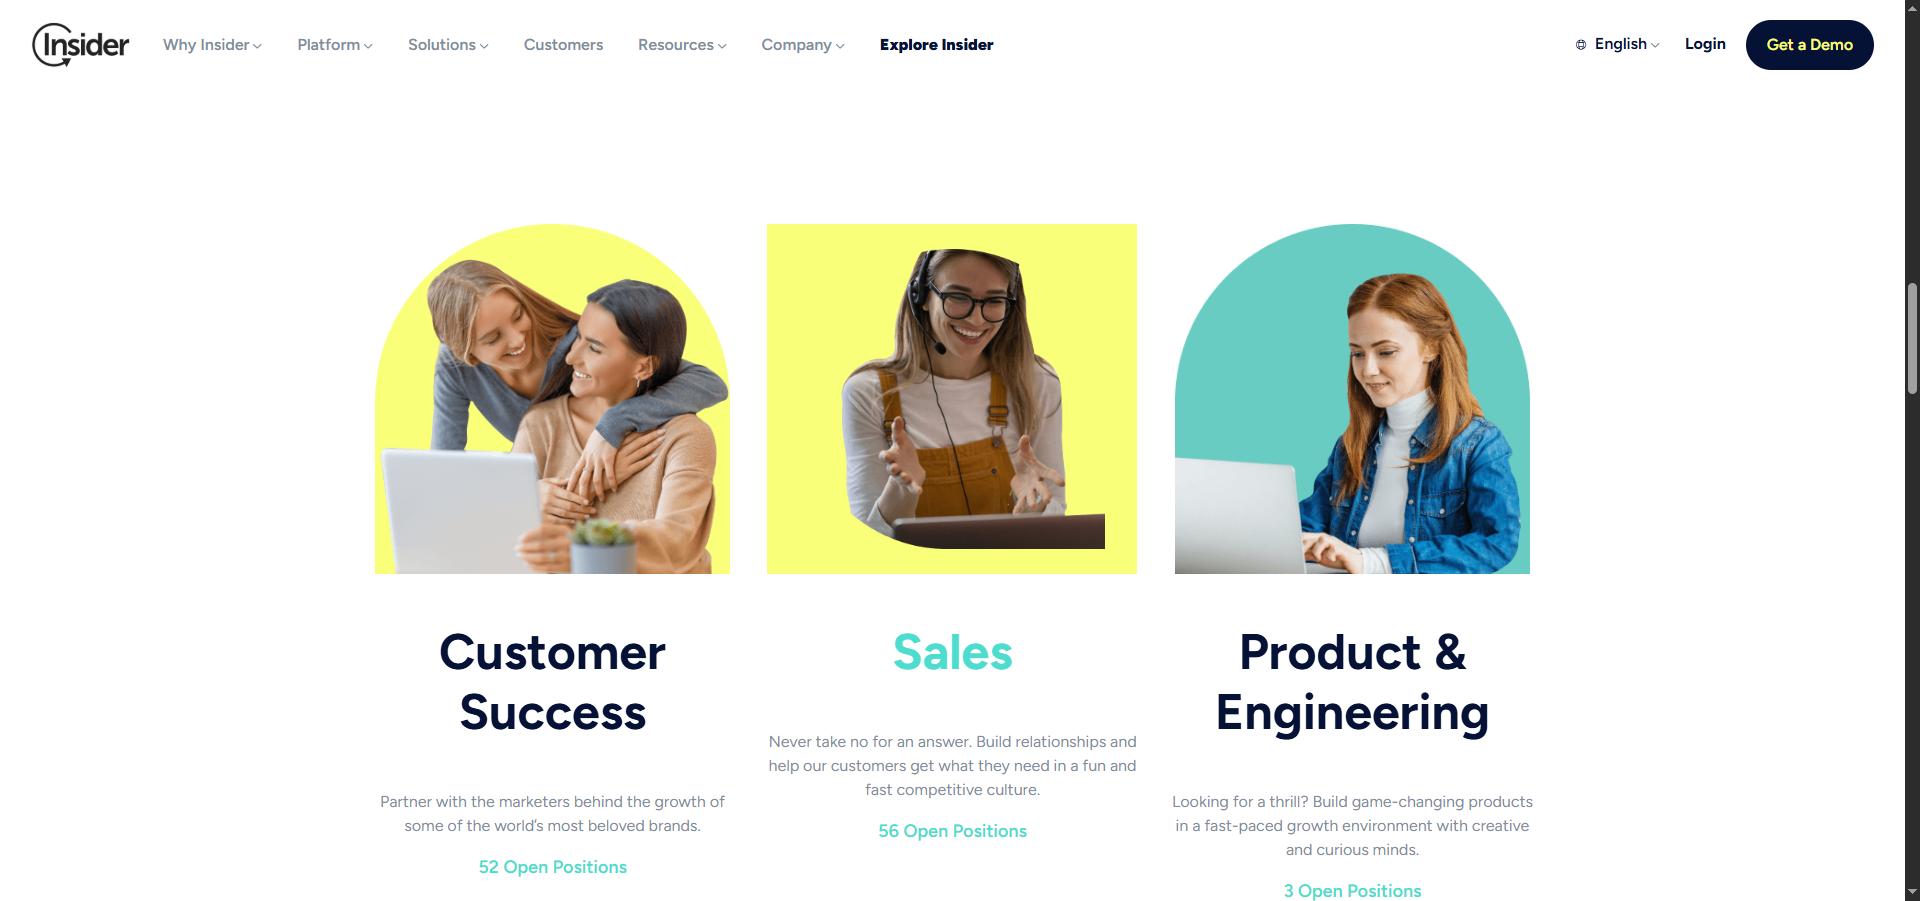 Insider
Why Insider
Platform
Solutions
Customers
Resources
Company
Explore Insider
English
Login
Get a Demo
Customer
Success
Partner with the marketers behind the growth of
some of the world’s most beloved brands.
52 Open Positions
Sales
Never take no for an answer. Build relationships and
help our customers get what they need in a fun and
fast competitive culture.
56 Open Positions
Product &
Engineering
Looking for a thrill? Build game-changing products
in a fast-paced growth environment with creative
and curious minds.
3 Open Positions